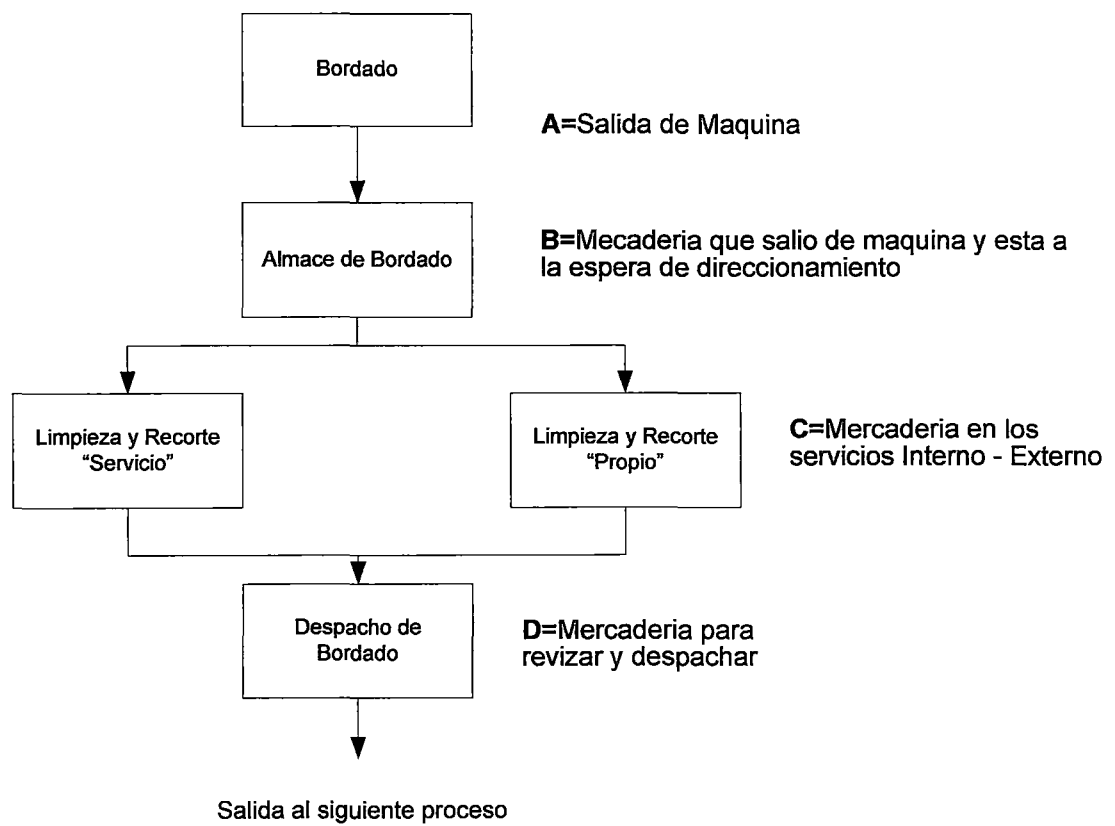 Bordado
A=Salida de Maquina
Almace de Bordado
B=Mecaderia que salio de maquina y esta a
la espera de direccionamiento
Limpieza y Recorte
“Servicio”
Limpieza y Recorte
“Propio”
C=Mercaderia en los
servicios Interno - Externo
Despacho de
Bordado
D=Mercaderia para
revizar y despachar
Salida al siguiente proceso